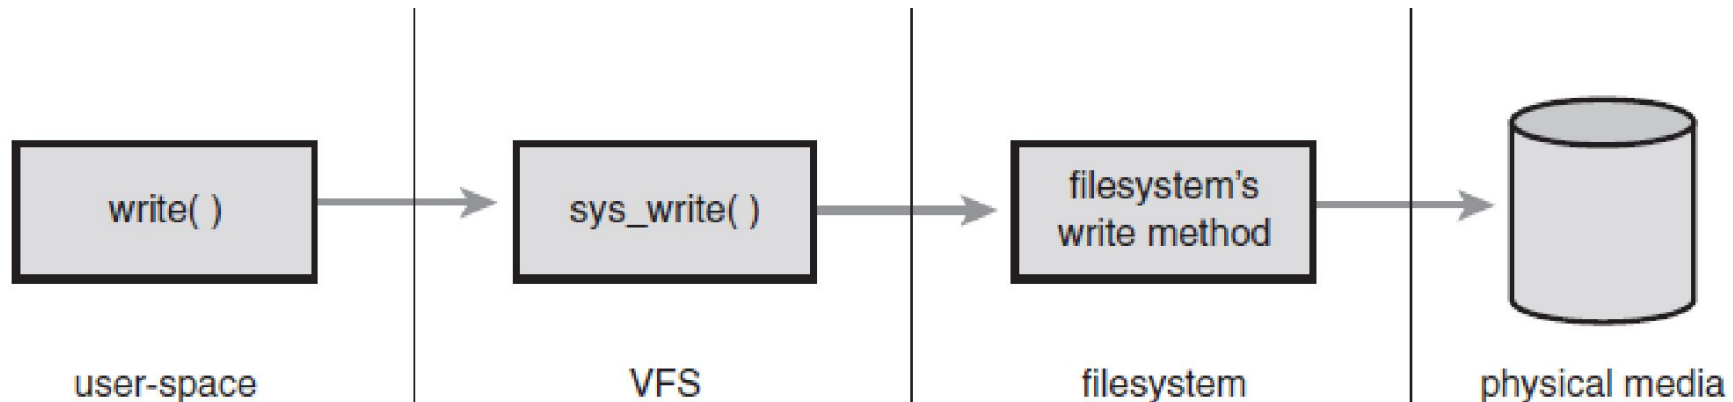 write( )
sys_write( )
filesystem's
write method
user-space
VFS
filesystem
physical media